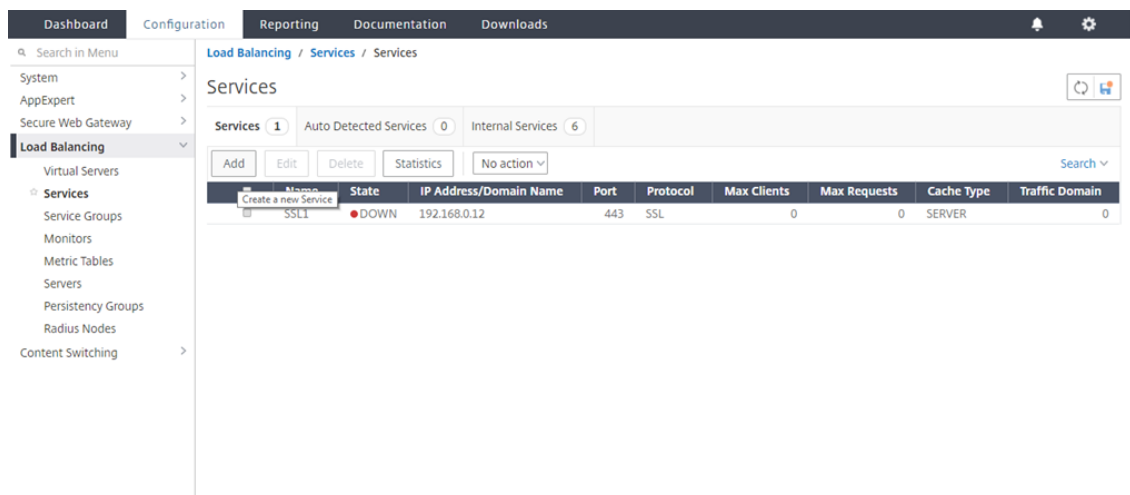 Dashboard Configuration Reporting Documentation Downloads
Search in Menu
System
AppExpert
Secure Web Gateway
Load Balancing
Virtual Servers
Services
Service Groups
Monitors
Metric Tables
Servers
Persistency Groups
Radius Nodes
Content Switching
Load Balancing / Services / Services
Services
Services 1 Auto Detected Services 0 Internal Services 6
Add Edit Delete Statistics No action Search
Name State IP Address/Domain Name Port Protocol Max Clients Max Requests Cache Type Traffic Domain
Create a new Service
SSL1 DOWN 192.168.0.12 443 SSL 0 0 SERVER 0